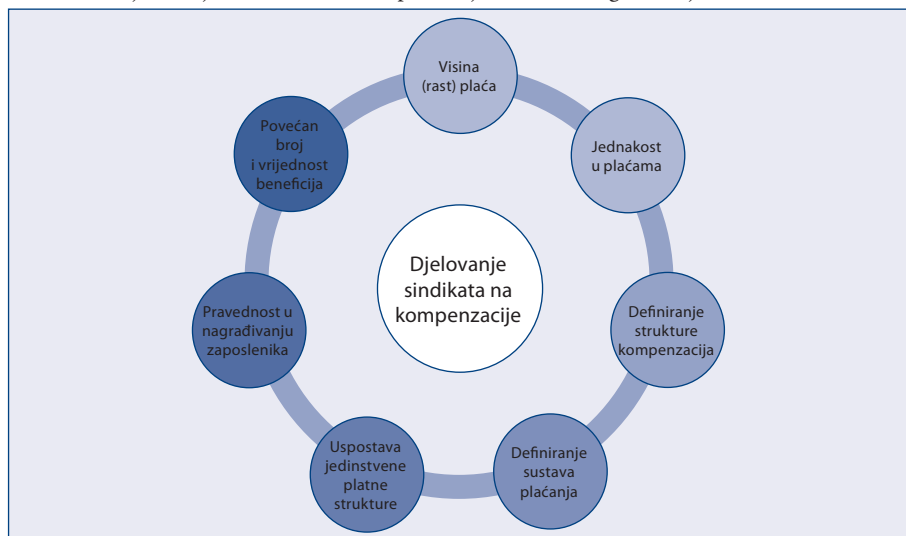 Visina
(rast) plaća
Jednakost
u plaćama
Definiranje
strukture
kompenzacija
Definiranje
sustava
plaćanja
Uspostava
jedinstvene
platne
strukture
Pravednost u
nagrađivanju
zaposlenika
Povećan
broj
i vrijednost
beneficija
Djelovanje
sindikata na
kompenzacije